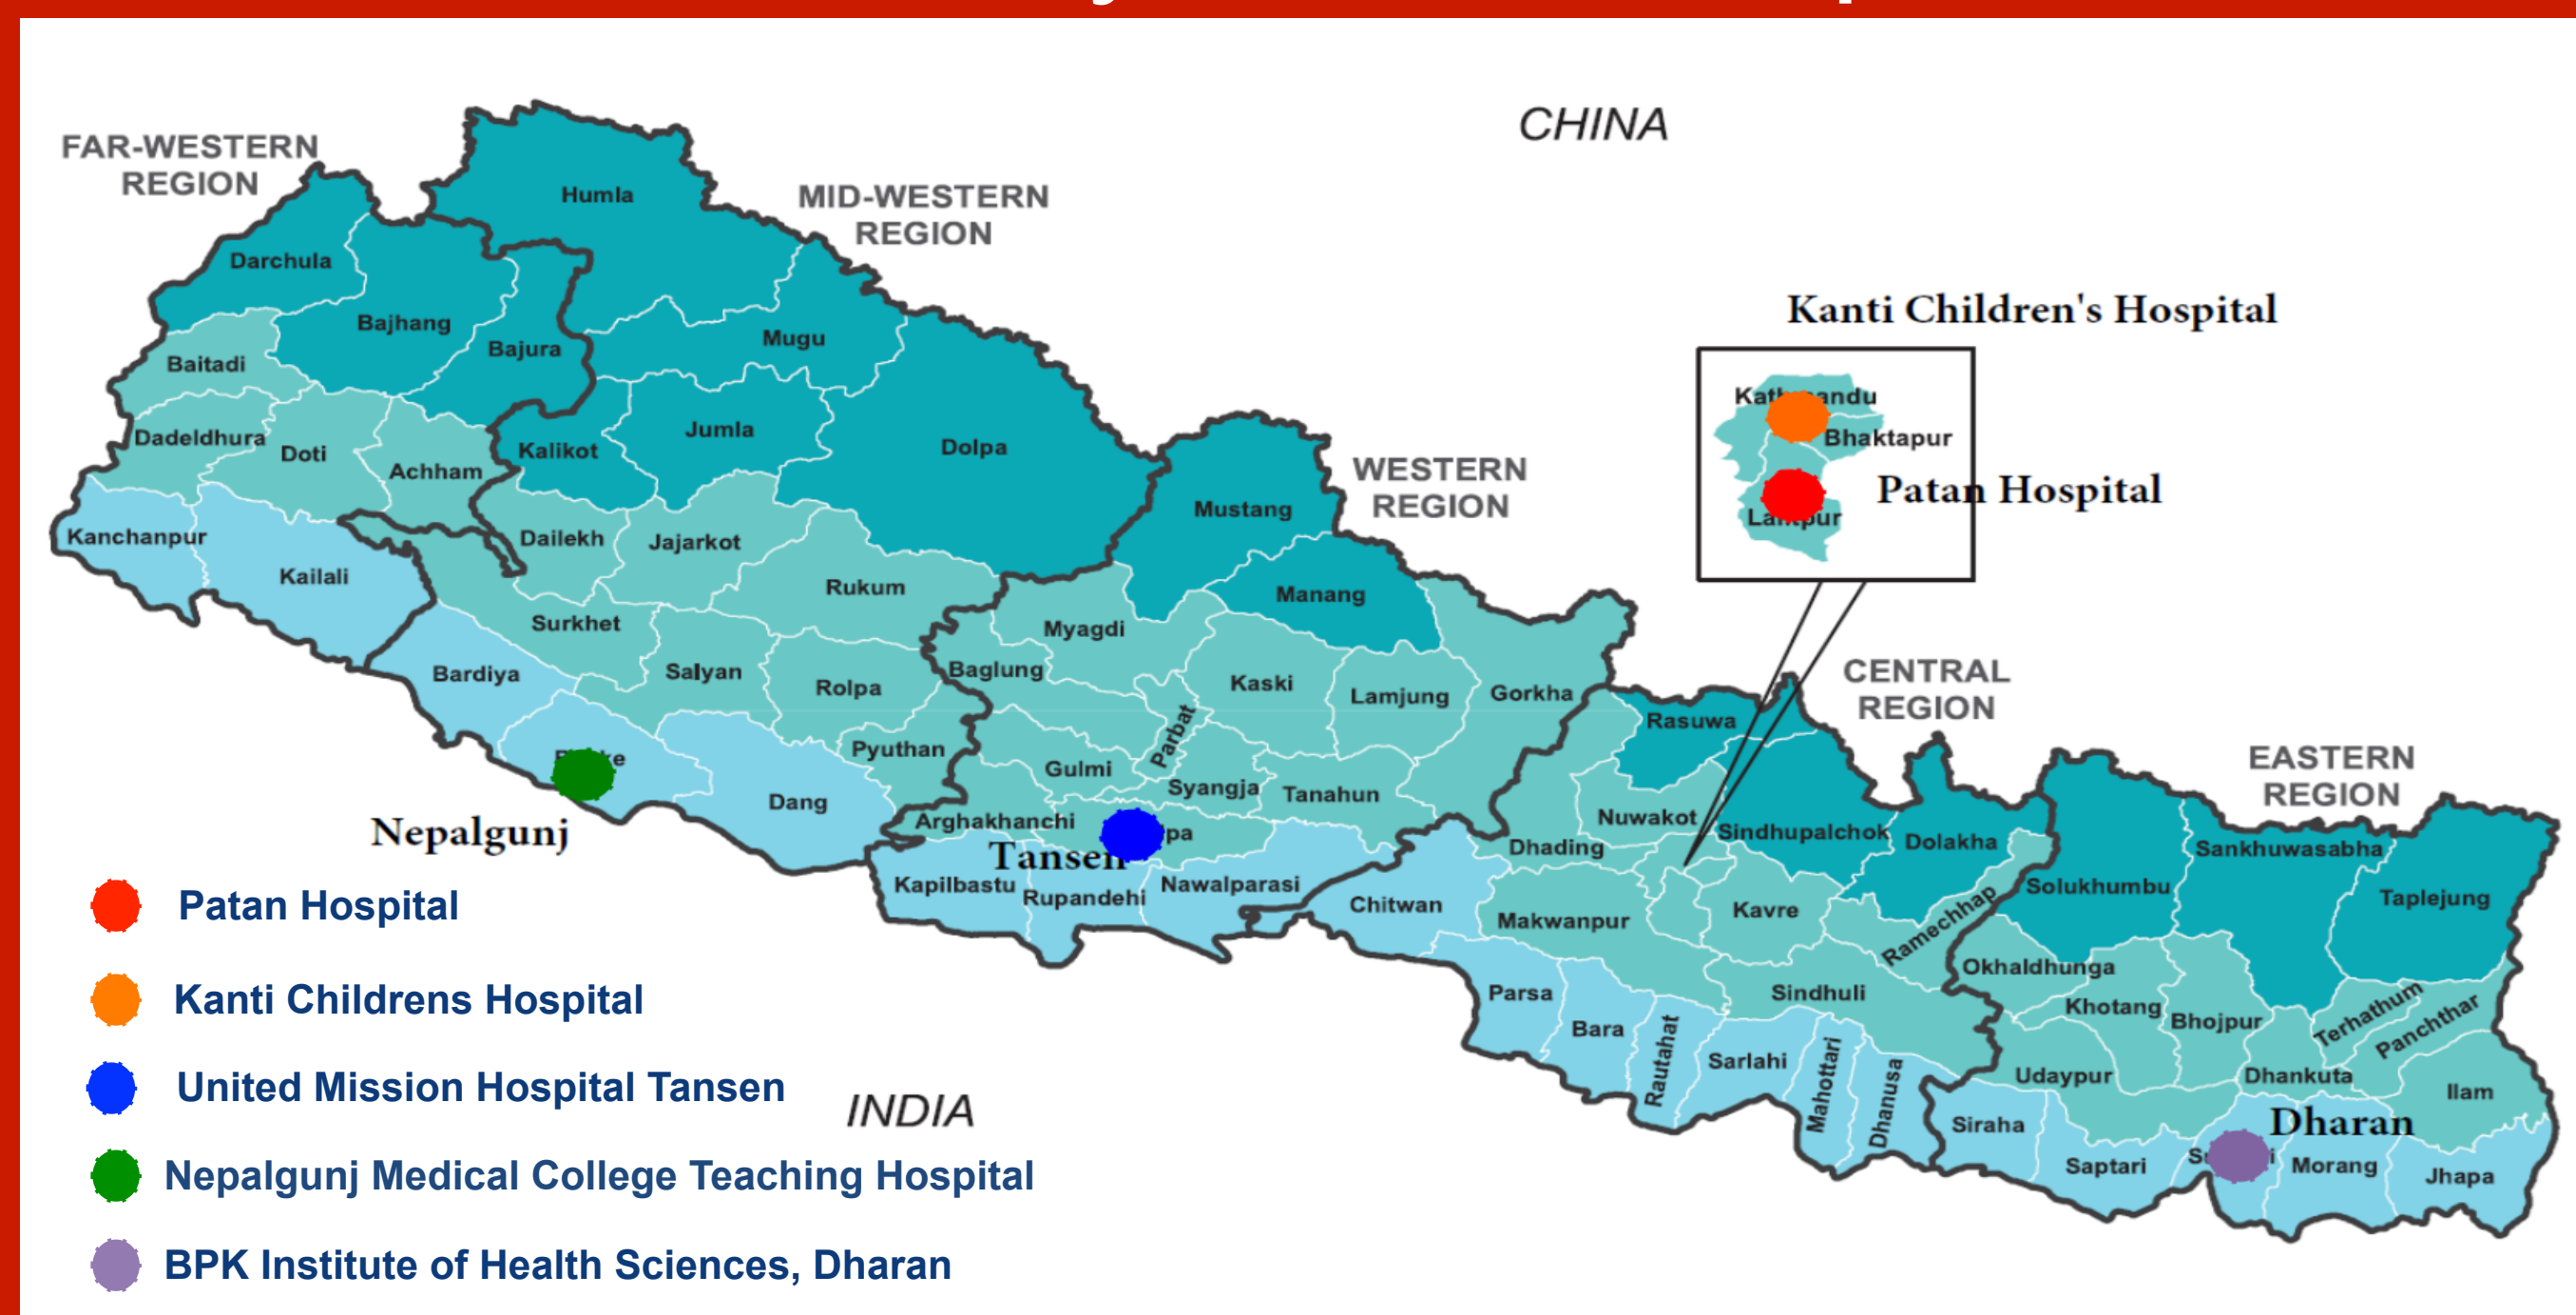 CHINA
FAR-WESTERN
REGION
MID-WESTERN
REGION
Humla
Darchula
Bajhang
Bajura
Mugu
Baitadi
Dadeldhura
Doti
Achham
Kalikot
Jumla
Dolpa
WESTERN
REGION
Mustang
Manang
Kanchanpur
Kailali
Dailekh
Jajarkot
Rukum
Surkhet
Salyan
Rolpa
Bardiya
Dang
Pyuthan
Nepalgunj
Myagdi
Baglung
Parbat
Kaski
Lamjung
Gorkha
Gulmi
Syangja
Tanahun
Arghakhanchi
Tansen
Kapilbastu
Rupandehi
Nawalparasi
Kanti Children's Hospital
Bhaktapur
Patan Hospital
CENTRAL
REGION
Rasuwa
Nuwakot
Sindhupalchok
Dolakha
Dhading
Chitwan
Makwanpur
Kavre
Ramechhap
Sindhuli
Parsa
Bara
Rautahat
Sarlahi
Mahottari
Dhanusa
EASTERN
REGION
Sankhuwasabha
Solukhumbu
Taplejung
Okhaldhunga
Khotang
Bhojpur
Terhathum
Panchthar
Udaypur
Dhankuta
Ilam
Dharan
Siraha
Saptari
Morang
Jhapa
INDIA
Patan Hospital
Kanti Childrens Hospital
United Mission Hospital Tansen
Nepalgunj Medical College Teaching Hospital
BPK Institute of Health Sciences, Dharan